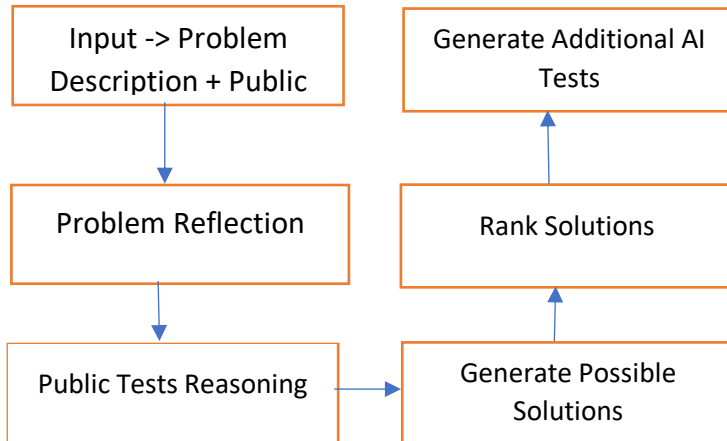 Input -> Problem
Description + Public
Problem Reflection
Public Tests Reasoning
Generate Possible
Solutions
Rank Solutions
Generate Additional AI
Tests